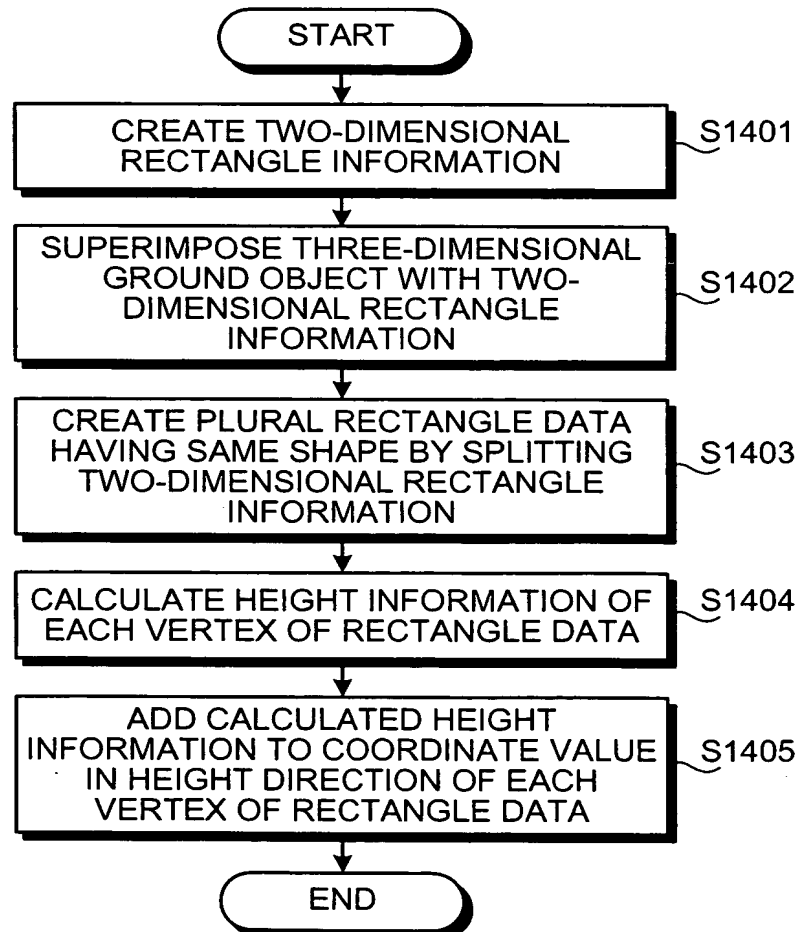 START
CREATE TWO-DIMENSIONAL
RECTANGLE INFORMATION
S1401
SUPERIMPOSE THREE-DIMENSIONAL
GROUND OBJECT WITH TWO-
DIMENSIONAL RECTANGLE
INFORMATION
S1402
CREATE PLURAL RECTANGLE DATA
HAVING SAME SHAPE BY SPLITTING
TWO-DIMENSIONAL RECTANGLE
INFORMATION
S1403
CALCULATE HEIGHT INFORMATION OF
EACH VERTEX OF RECTANGLE DATA
S1404
ADD CALCULATED HEIGHT
INFORMATION TO COORDINATE VALUE
IN HEIGHT DIRECTION OF EACH
VERTEX OF RECTANGLE DATA
S1405
END